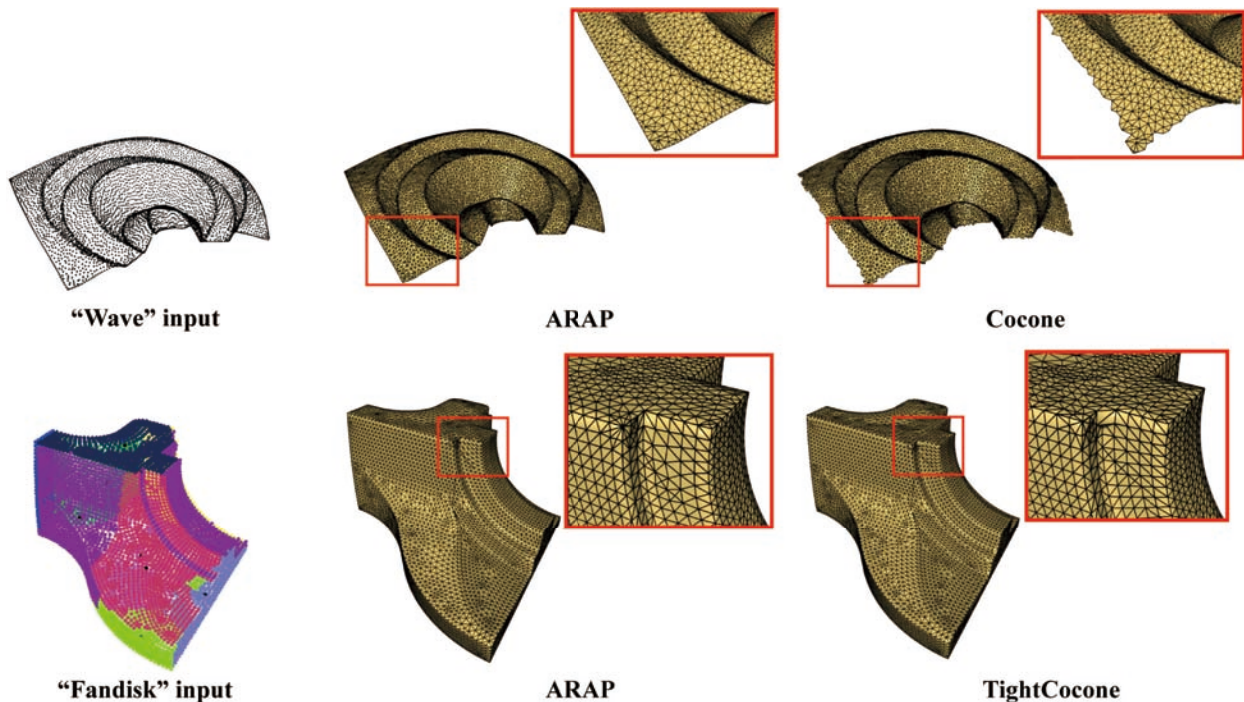 “Wave” input
ARAP
Cocone
“Fandisk” input
ARAP
TightCocone